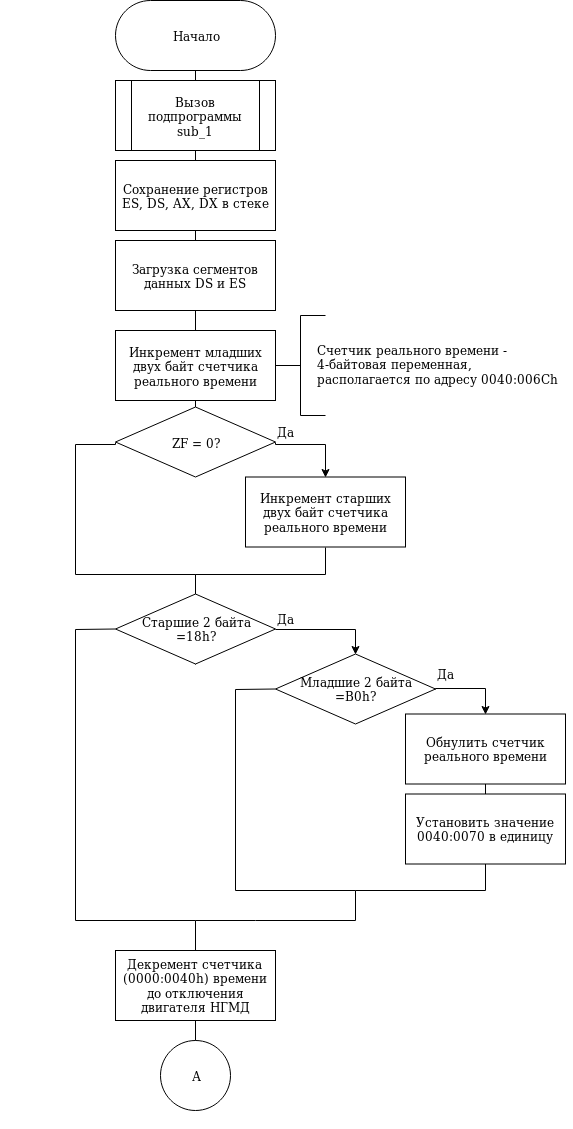 Начало
Вызов
подпрограммы
sub_1
Сохранение регистров
ES, DS, AX, DX в стеке
Загрузка сегментов
данных DS и ES
Инкремент младших
двух байт счетчика
реального времени
Счетчик реального времени -
4-байтовая переменная,
располагается по адресу 0040:006Ch
ZF = 0?
Да
Инкремент старших
двух байт счетчика
реального времени
Старшие 2 байта
=18h?
Да
Младшие 2 байта
=B0h?
Да
Обнулить счетчик
реального времени
Установить значение
0040:0070 в единицу
Декремент счетчика
(0000:0040h) времени
до отключения
двигателя НГМД
А